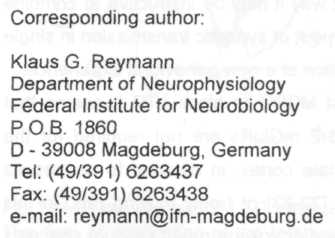 Corresponding author:
Klaus G. Reymann
Department of Neurophysiology
Federal Institute for Neurobiology
P.O.B. 1860
D - 39008 Magdeburg, Germany
Tel: (49/391) 6263437
Fax: (49/391) 6263438
e-mail: reymann@ifn-magdeburg.de